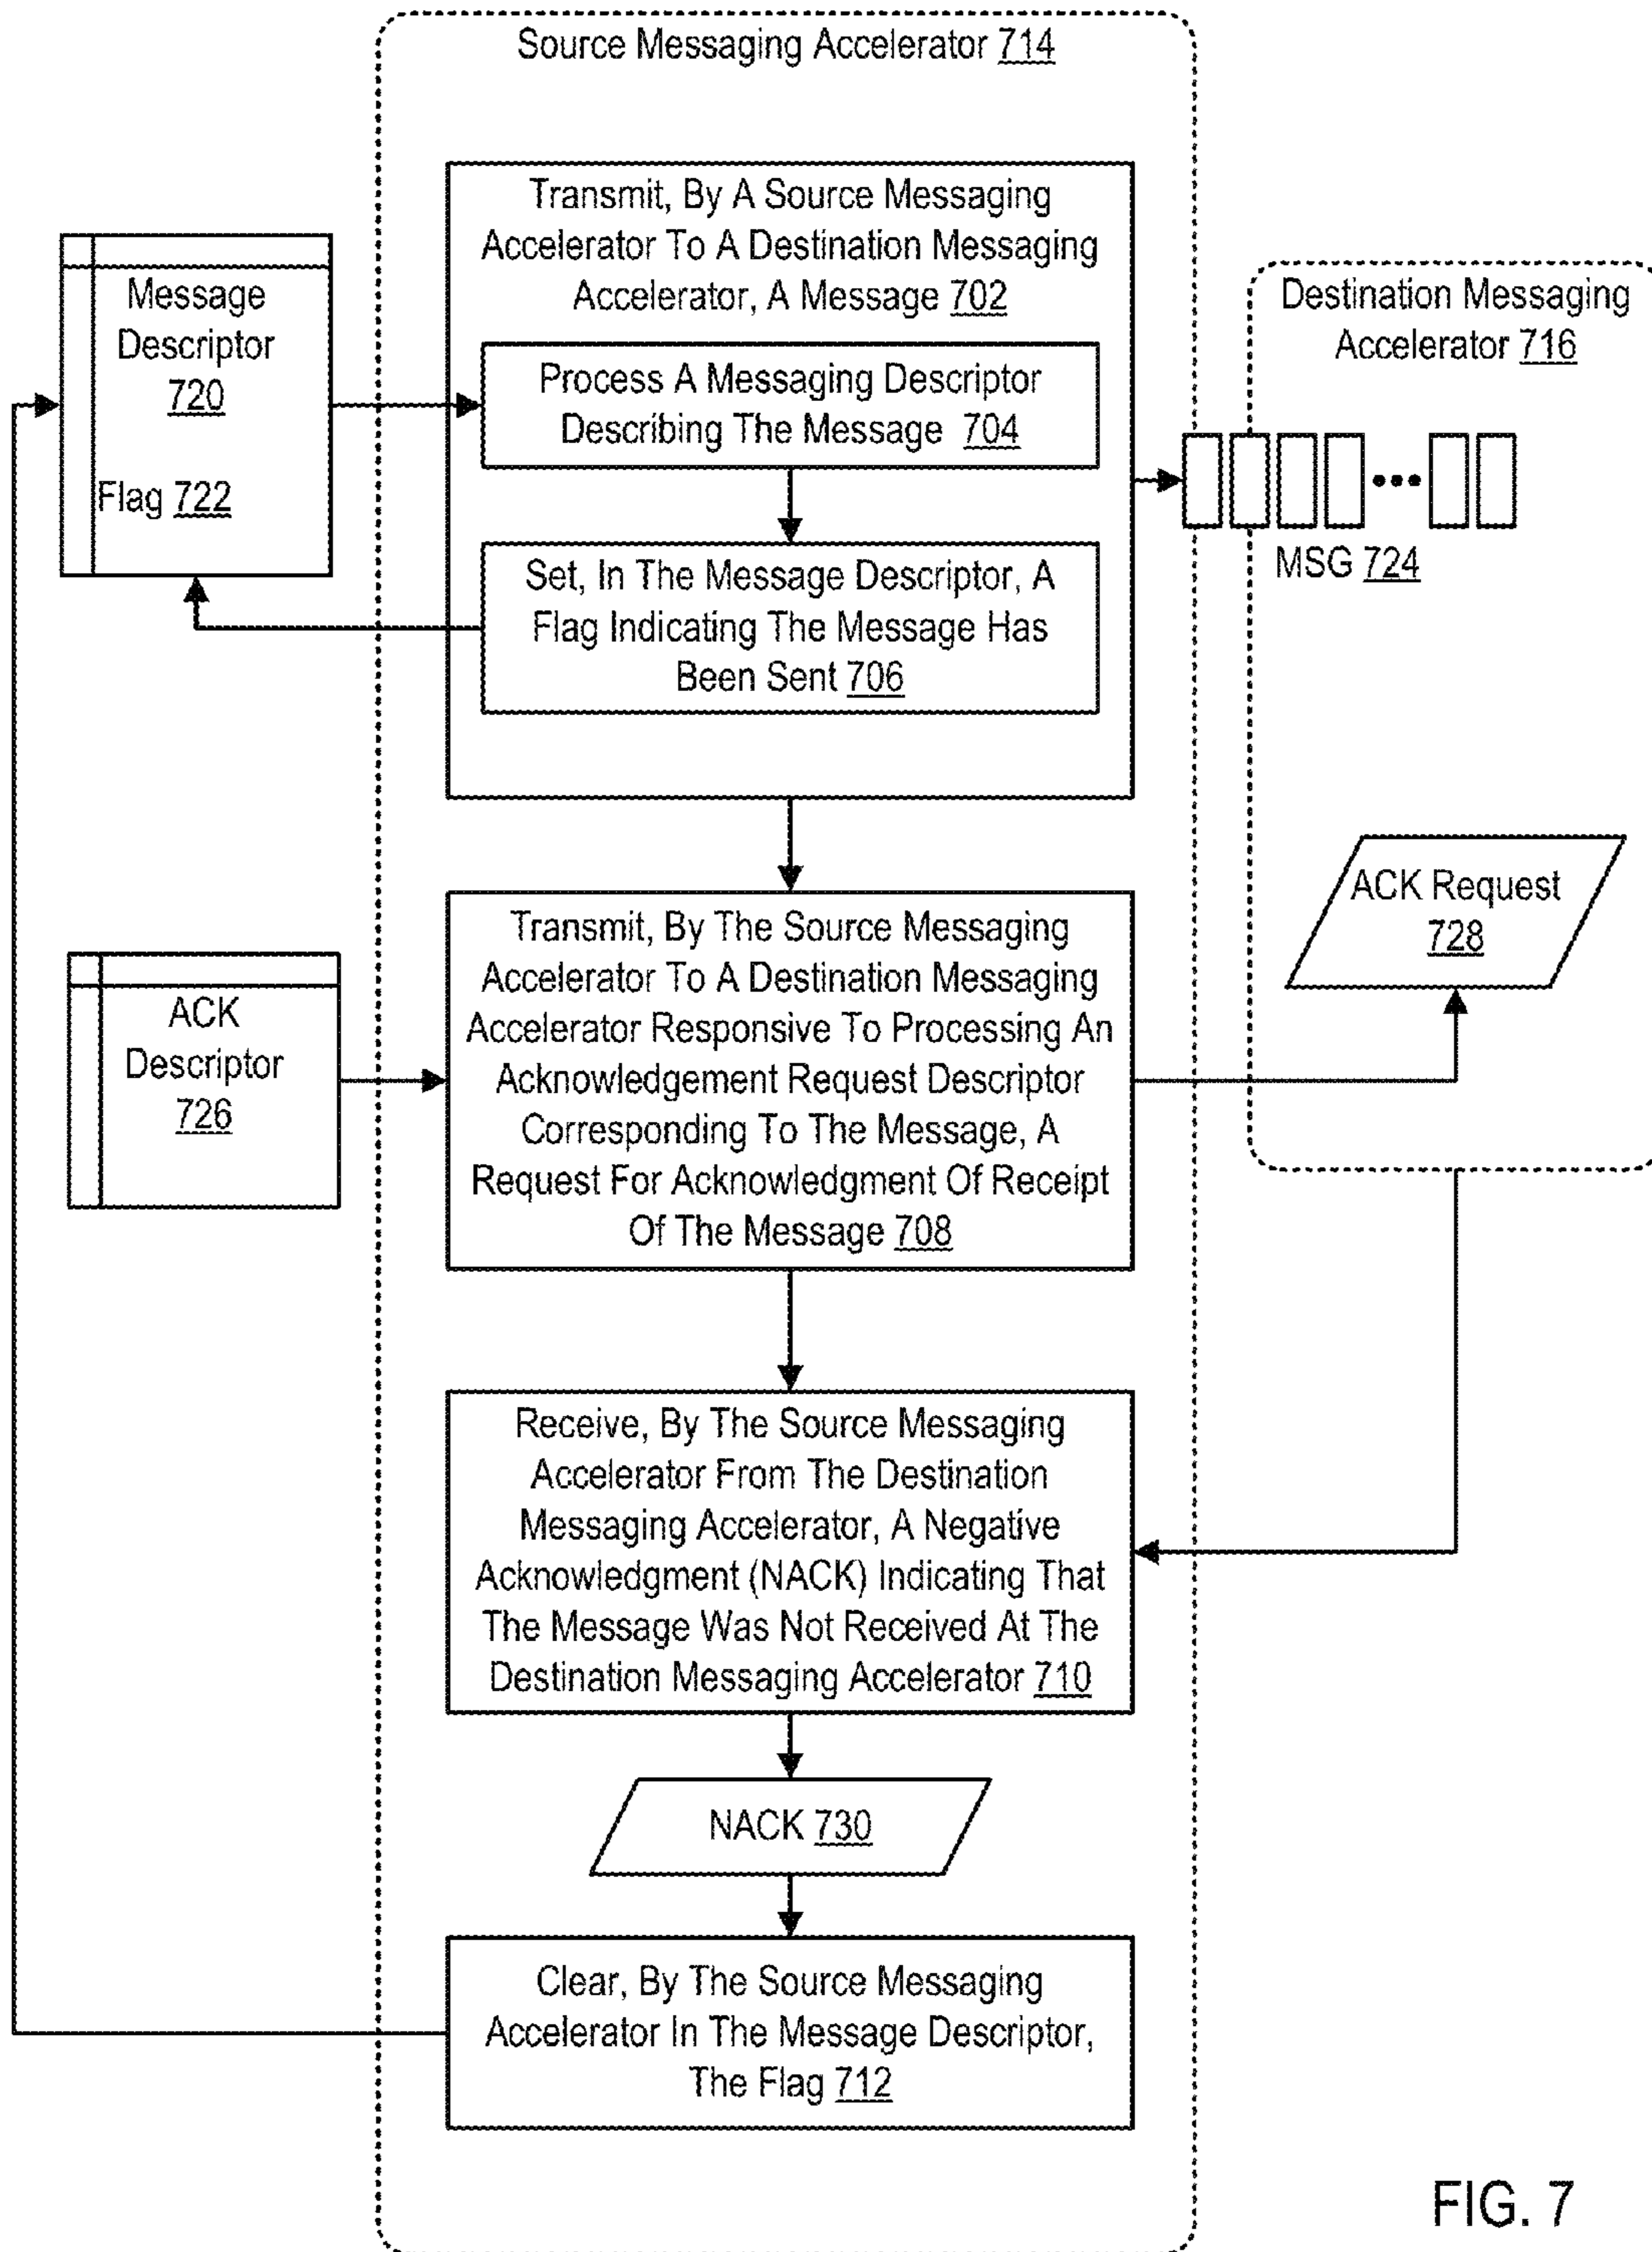 Source Messaging Accelerator 714
Transmit, By A Source Messaging
Accelerator To A Destination Messaging
Accelerator, A Message 702
Process A Messaging Descriptor
Describing The Message 704
Set, In The Message Descriptor, A
Flag Indicating The Message Has
Been Sent 706
Message
Descriptor
720
Flag 722
Destination Messaging
Accelerator 716
MSG 724
ACK Request
728
Transmit, By The Source Messaging
Accelerator To A Destination Messaging
Accelerator Responsive To Processing An
Acknowledgement Request Descriptor
Corresponding To The Message, A
Request For Acknowledgment Of Receipt
Of The Message 708
ACK
Descriptor
726
Receive, By The Source Messaging
Accelerator From The Destination
Messaging Accelerator, A Negative
Acknowledgment (NACK) Indicating That
The Message Was Not Received At The
Destination Messaging Accelerator 710
NACK 730
Clear, By The Source Messaging
Accelerator In The Message Descriptor,
The Flag 712
FIG. 7